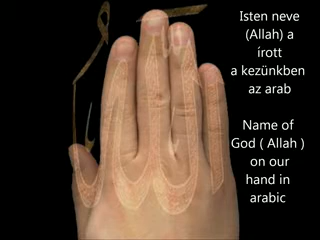 Isten neve
(Allah) a
írott
a kezünkben
az arab
Name of
God ( Allah )
on our
hand in
arabic